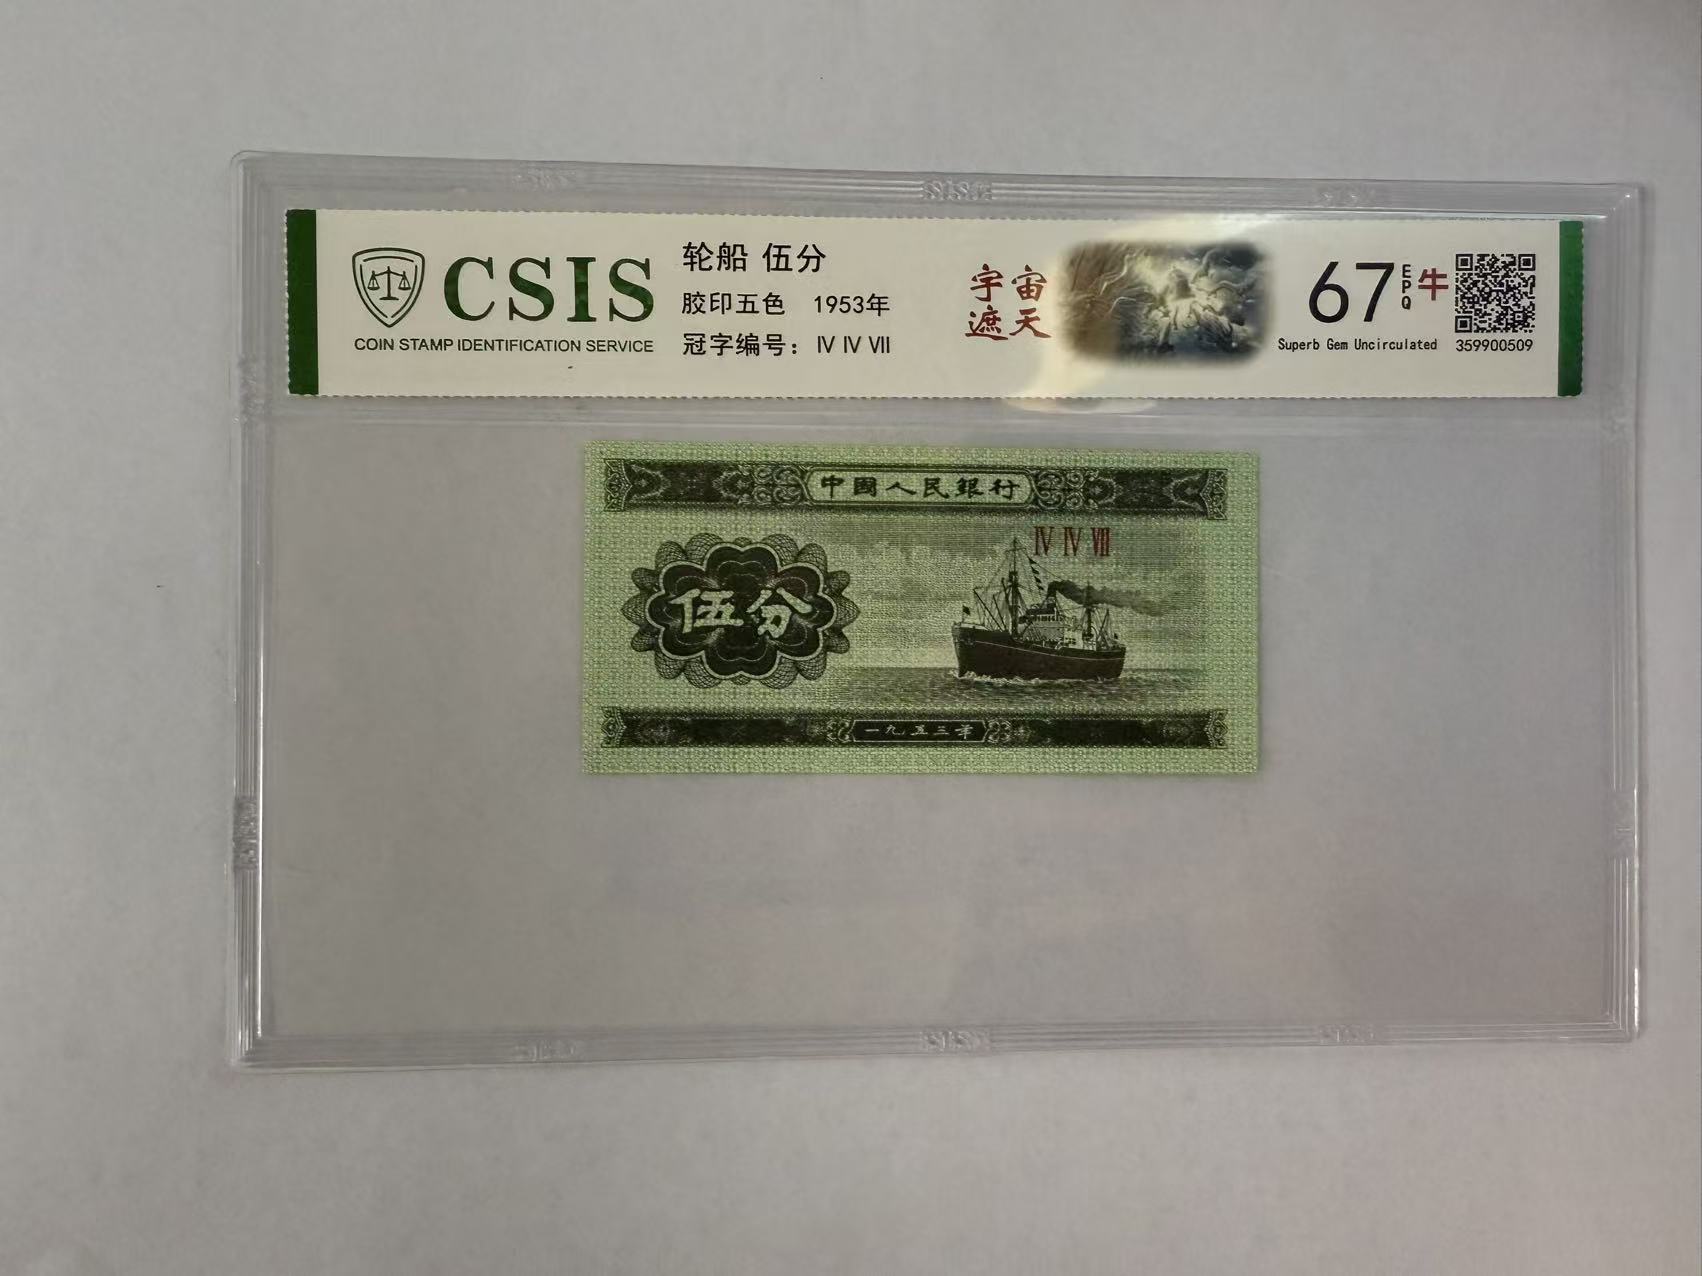 CSIS
COIN STAMP IDENTIFICATION SERVICE
轮船 伍分
胶印五色 1953年
冠字编号：Ⅳ Ⅳ Ⅶ
宇宙
遮天
67
EPQ
牛
Superb Gem Uncirculated
359900509
中國人民銀行
Ⅳ Ⅳ Ⅶ
伍分
一九五三年